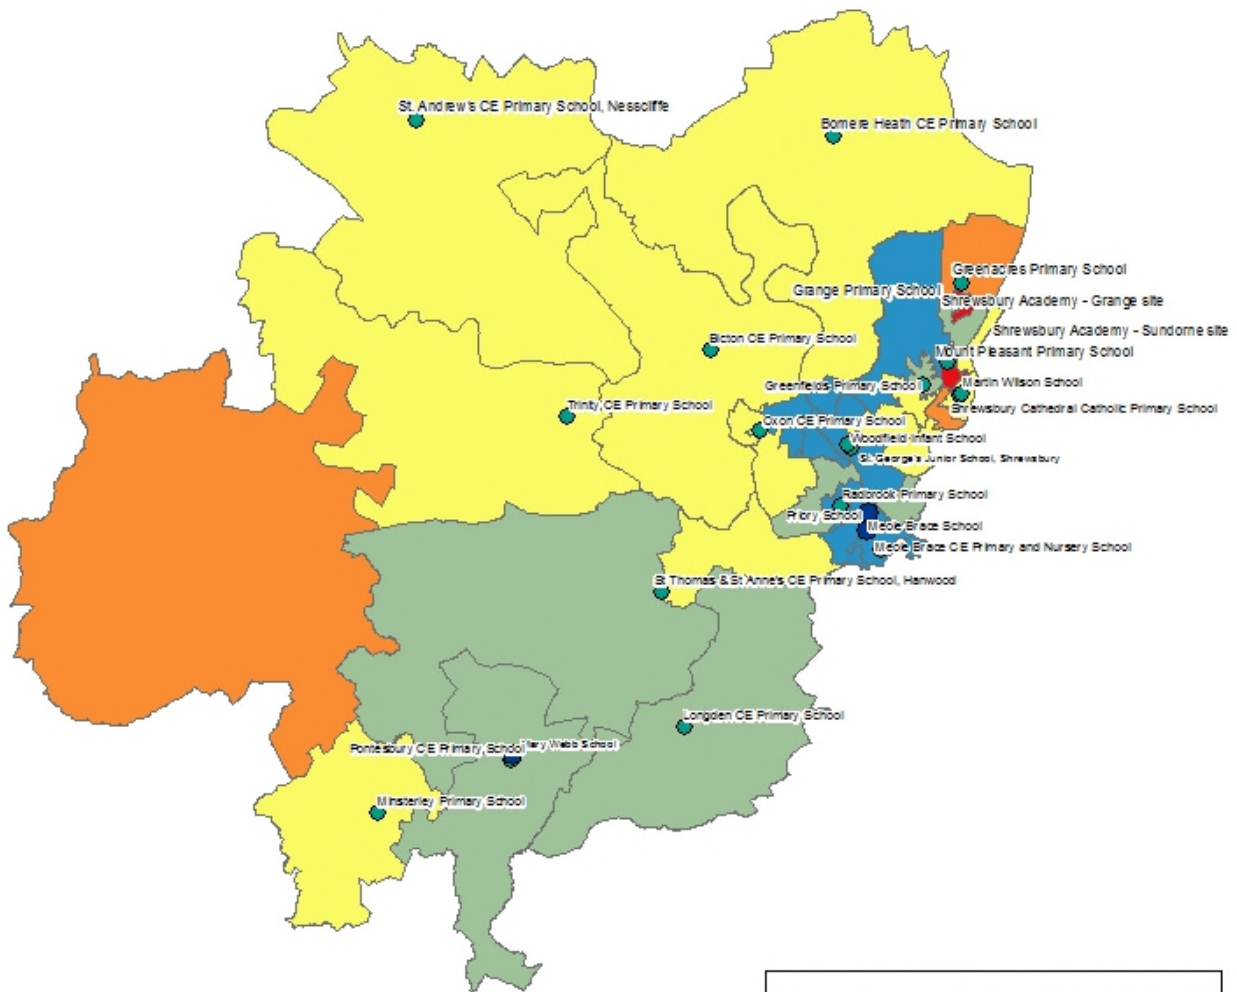 St. Andrew's CE Primary School, Nesscliffe
Bomere Heath CE Primary School
Greenacres Primary School
Grange Primary School
Shrewsbury Academy - Grange site
Shrewsbury Academy - Sundorne site
Bicton CE Primary School
Mount Pleasant Primary School
Greenfields Primary School
Martin Wilson School
Trinity CE Primary School
Shrewsbury Cathedral Catholic Primary School
Oxon CE Primary School
Woodfield Infant School
St. George's Junior School, Shrewsbury
Radbrook Primary School
Priory School
Meole Brace School
Meole Brace CE Primary and Nursery School
St Thomas & St Anne's CE Primary School, Hanwood
Longden CE Primary School
Pontesbury CE Primary School
Mary Webb School
Minsterley Primary School